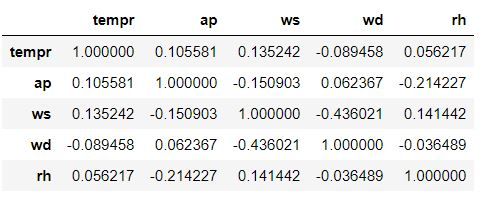 tempr ap ws wd rh
tempr 1.000000 0.105581 0.135242 -0.089458 0.056217
ap 0.105581 1.000000 -0.150903 0.062367 -0.214227
ws 0.135242 -0.150903 1.000000 -0.436021 0.141442
wd -0.089458 0.062367 -0.436021 1.000000 -0.036489
rh 0.056217 -0.214227 0.141442 -0.036489 1.000000